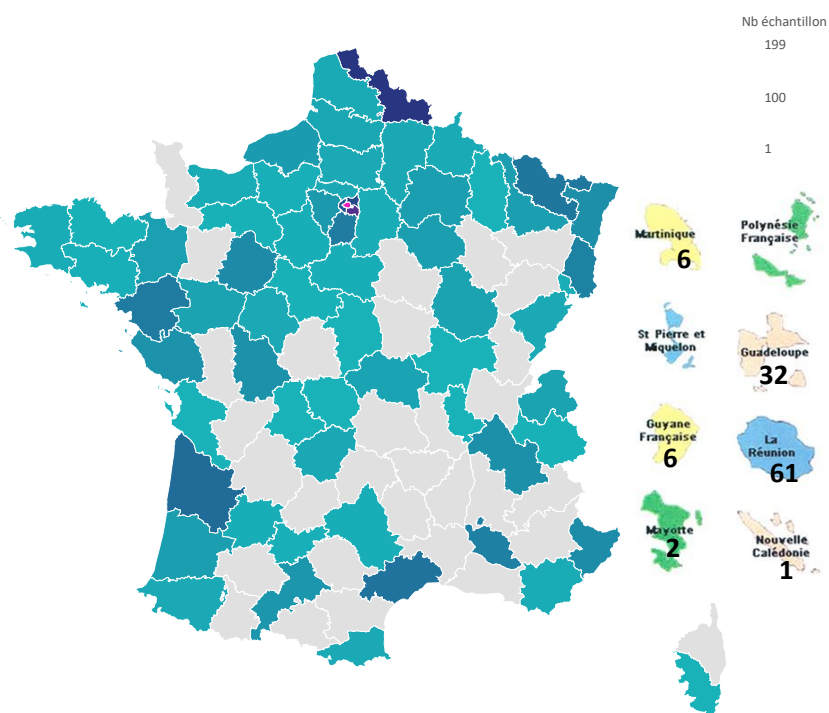 Nb échantillon
199
100
1
Martinique
6
Polynésie
Française
St Pierre et
Miquelon
Guadeloupe
32
Guyane
Française
6
La
Réunion
61
Mayotte
2
Nouvelle
Calédonie
1